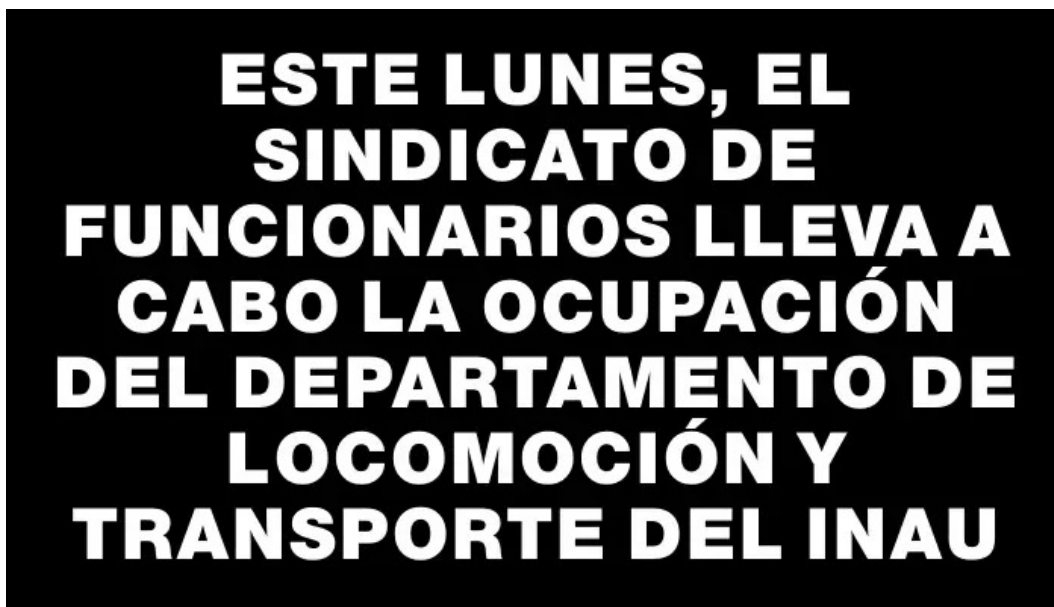 ESTE LUNES, EL
SINDICATO DE
FUNCIONARIOS LLEVA A
CABO LA OCUPACIÓN
DEL DEPARTAMENTO DE
LOCOMOCIÓN Y
TRANSPORTE DEL INAU